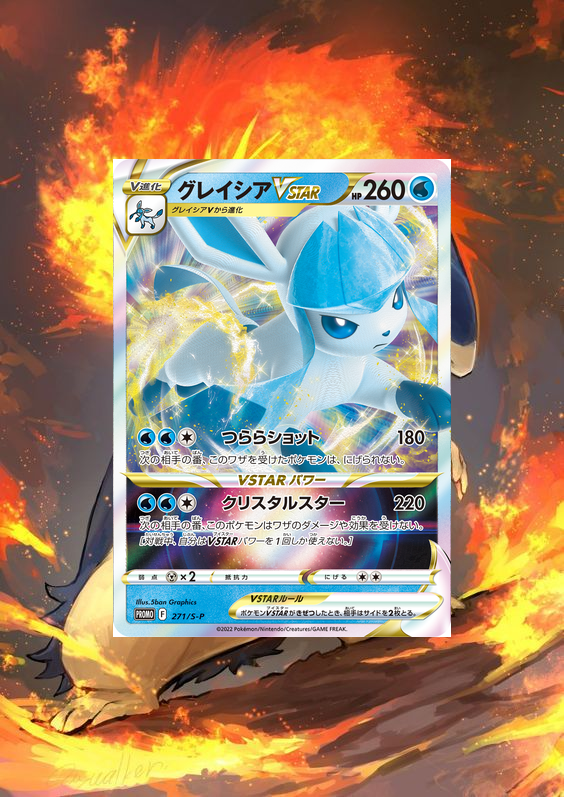 V進化
グレイシアVSTAR
HP 260
グレイシアVから進化
つららショット 180
次の相手の番、このワザを受けたポケモンは、にげられない。
VSTARパワー
クリスタルスター 220
次の相手の番、このポケモンはワザのダメージや効果を受けない。
[対戦中、自分はVSTARパワーを1回しか使えない。]
弱点 ×2 抵抗力 にげる
Illus. 5ban Graphics
VSTARルール
ポケモンVSTARがきぜつしたとき、相手はサイドを2枚とる。
PROMO F 271/S-P
©2022 Pokémon/Nintendo/Creatures/GAME FREAK.